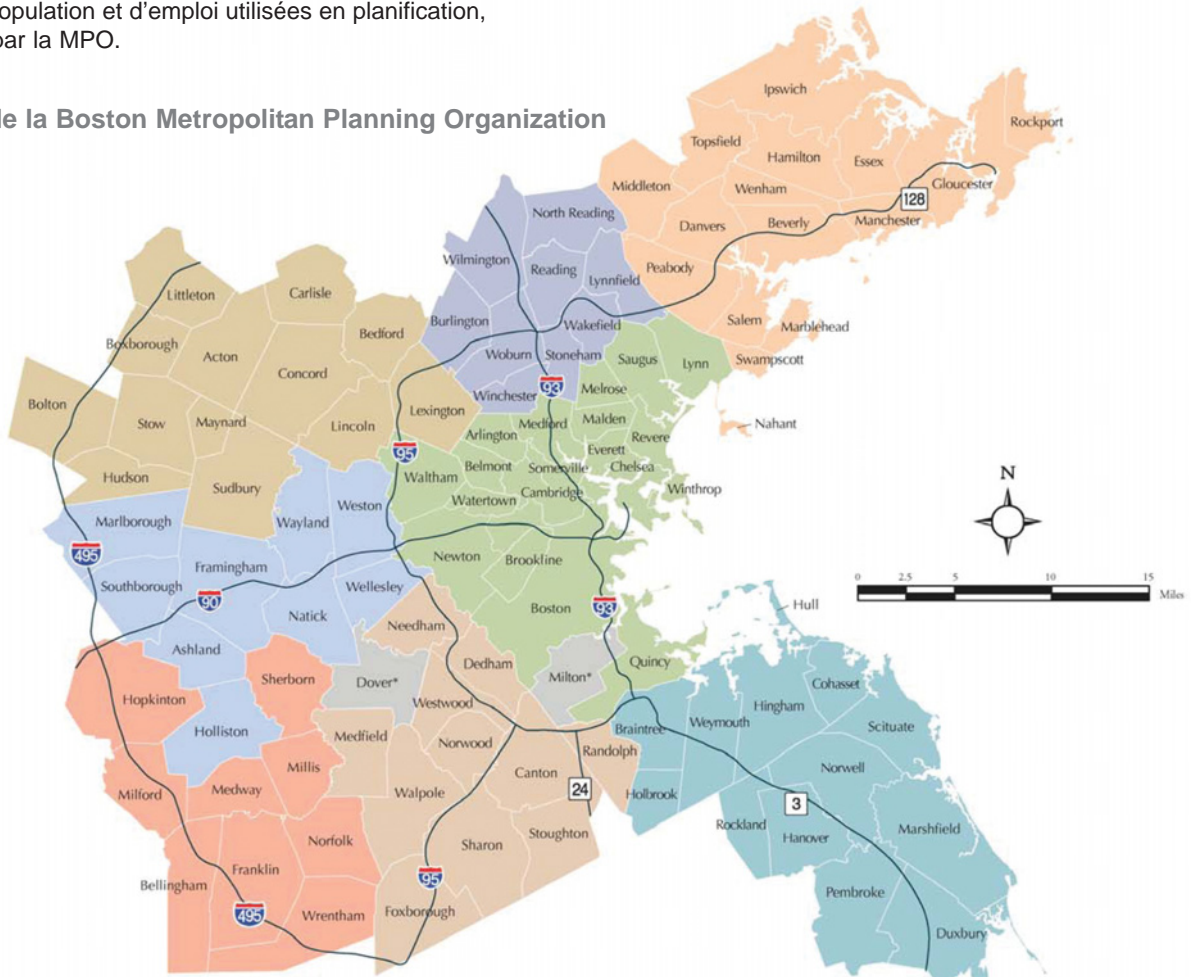 opulation et d'emploi utilisées en planification,
par la MPO.
de la Boston Metropolitan Planning Organization
Ipswich
Rockport
Topsfield
Hamilton
Essex
Middleton
Wenham
Gloucester
128
Danvers
Beverly
Manchester
North Reading
Wilmington
Reading
Lynnfield
Peabody
Littleton
Carlisle
Burlington
Wakefield
Salem
Marblehead
Boxborough
Acton
Bedford
Woburn
Stoneham
Saugus
Lynn
Swampscott
Concord
Winchester
93
Melrose
Bolton
Stow
Maynard
Lincoln
Lexington
Arlington
Medford
Malden
Nahant
Revere
95
Everett
Hudson
Sudbury
Waltham
Belmont
Somerville
Chelsea
Winthrop
Watertown
Cambridge
N
Marlborough
Wayland
Weston
495
Framingham
Newton
Brookline
Southborough
90
Wellesley
Natick
Boston
93
0
2.5
5
10
15
Miles
Hull
Needham
Ashland
Dedham
Quincy
Sherborn
Dover*
Milton*
Hopkinton
Westwood
Cohasset
Hingham
Holliston
Medfield
Norwood
Braintree
Weymouth
Scituate
Randolph
Millis
Canton
Norwell
Milford
Medway
Walpole
24
Holbrook
3
Rockland
Hanover
Marshfield
Norfolk
Sharon
Stoughton
Franklin
95
Bellingham
Pembroke
495
Wrentham
Foxborough
Duxbury